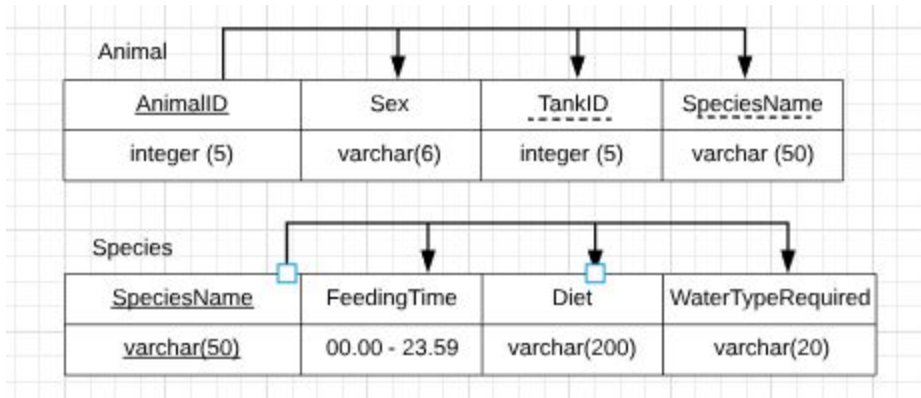 Animal
AnimalID Sex TankID SpeciesName
integer (5) varchar(6) integer (5) varchar (50)
Species
SpeciesName FeedingTime Diet WaterTypeRequired
varchar(50) 00.00 - 23.59 varchar(200) varchar(20)